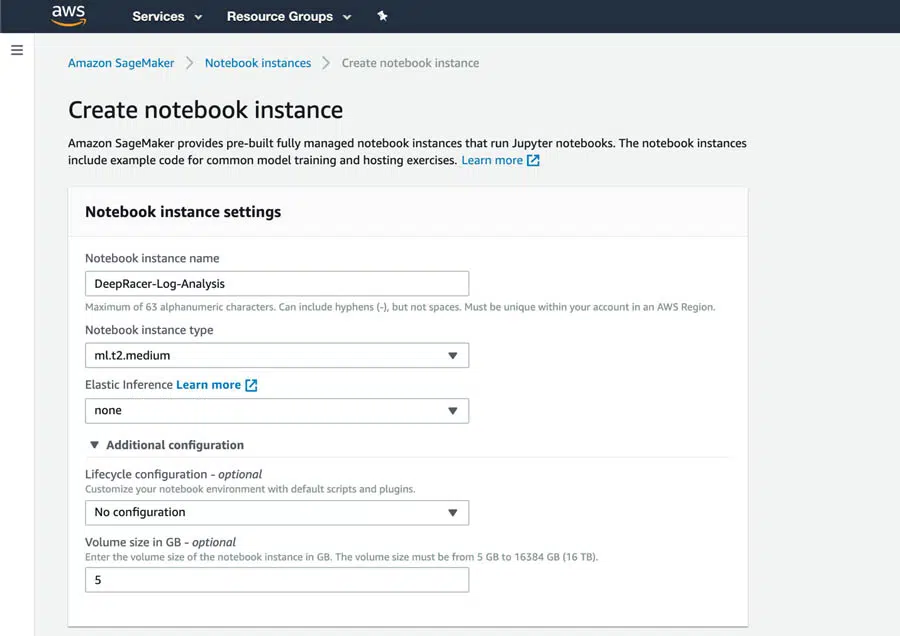 aws Services Resource Groups
Amazon SageMaker Notebook instances Create notebook instance
Create notebook instance
Amazon SageMaker provides pre-built fully managed notebook instances that run Jupyter notebooks. The notebook instances
include example code for common model training and hosting exercises. Learn more
Notebook instance settings
Notebook instance name
DeepRacer-Log-Analysis
Maximum of 63 alphanumeric characters. Can include hyphens (-), but not spaces. Must be unique within your account in an AWS Region.
Notebook instance type
ml.t2.medium
Elastic Inference Learn more
none
Additional configuration
Lifecycle configuration - optional
Customize your notebook environment with default scripts and plugins.
No configuration
Volume size in GB - optional
Enter the volume size of the notebook instance in GB. The volume size must be from 5 GB to 16384 GB (16 TB).
5